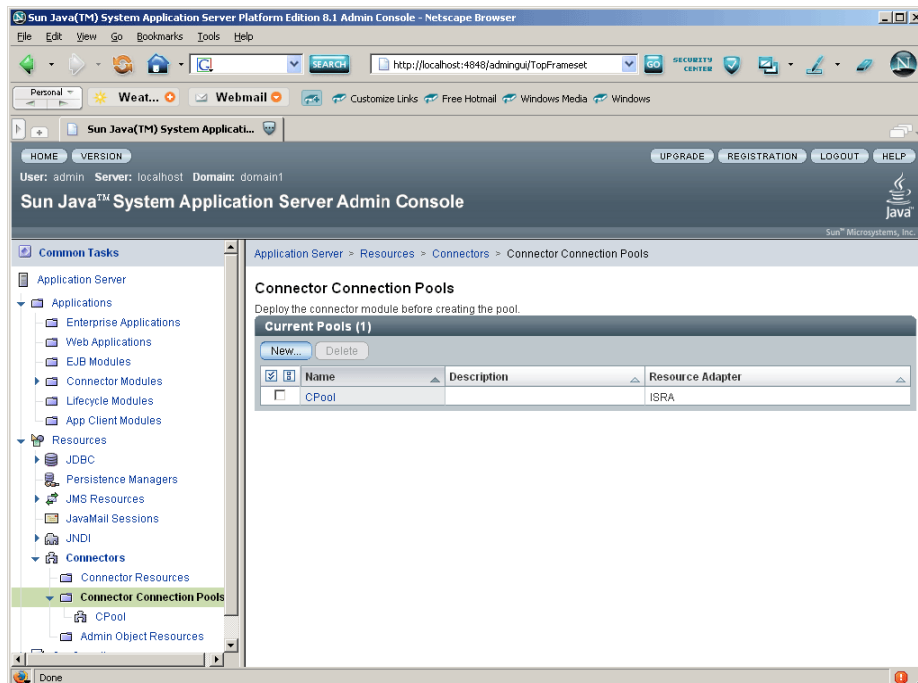 Sun Java(TM) System Application Server Platform Edition 8.1 Admin Console - Netscape Browser
File Edit View Go Bookmarks Tools Help
SEARCH http://localhost:4848/admingui/TopFrameset GO SECURITY CENTER
Personal Weat... Webmail Customize Links Free Hotmail Windows Media Windows
Sun Java(TM) System Applicati...
HOME VERSION UPGRADE REGISTRATION LOGOUT HELP
User: admin Server: localhost Domain: domain1
Sun Java™ System Application Server Admin Console
Java
Sun™ Microsystems, Inc.
Common Tasks
Application Server
Applications
Enterprise Applications
Web Applications
EJB Modules
Connector Modules
Lifecycle Modules
App Client Modules
Resources
JDBC
Persistence Managers
JMS Resources
JavaMail Sessions
JNDI
Connectors
Connector Resources
Connector Connection Pools
CPool
Admin Object Resources
Application Server > Resources > Connectors > Connector Connection Pools
Connector Connection Pools
Deploy the connector module before creating the pool.
Current Pools (1)
New... Delete
Name Description Resource Adapter
CPool ISRA
Done